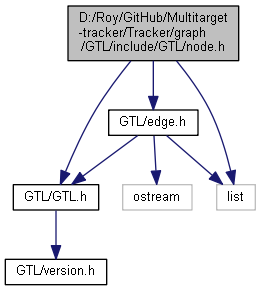 D:/Roy/GitHub/Multitarget
-tracker/Tracker/graph
/GTL/include/GTL/node.h
GTL/edge.h
GTL/GTL.h
ostream
list
GTL/version.h